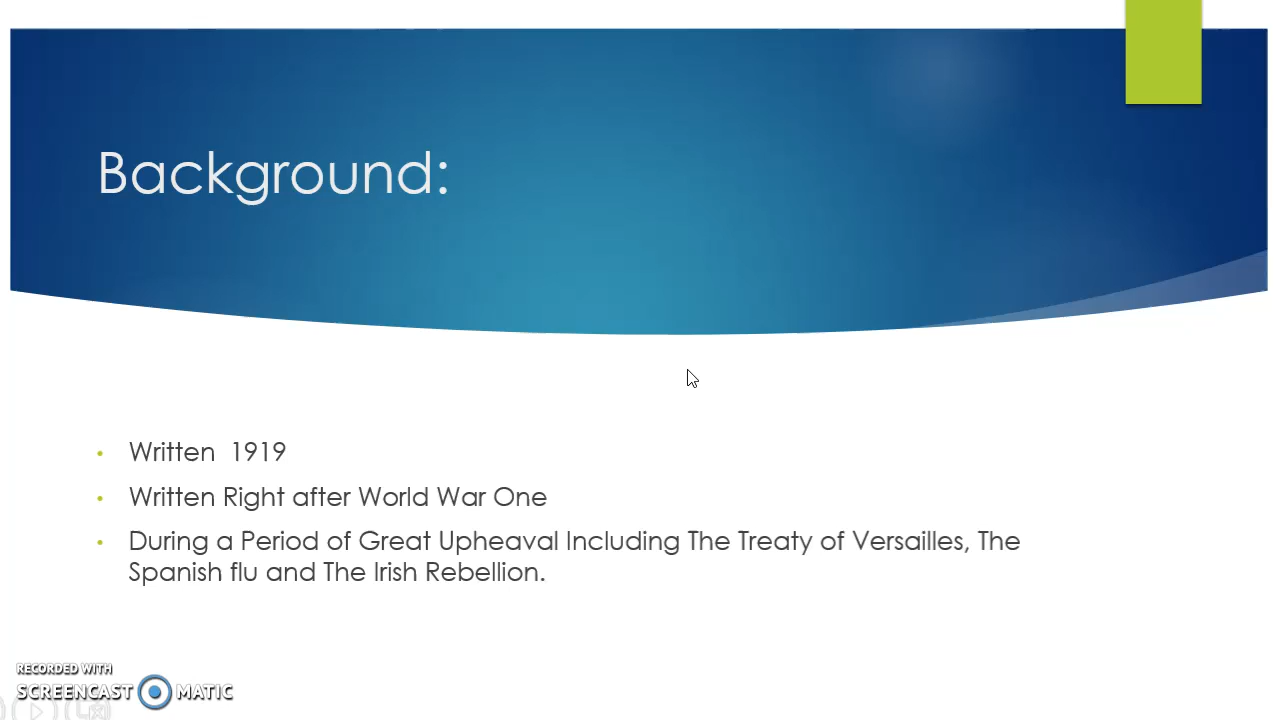 Background:
• Written  1919
• Written Right after World War One
• During a Period of Great Upheaval Including The Treaty of Versailles, The
Spanish flu and The Irish Rebellion.
RECORDED WITH
SCREENCAST MATIC